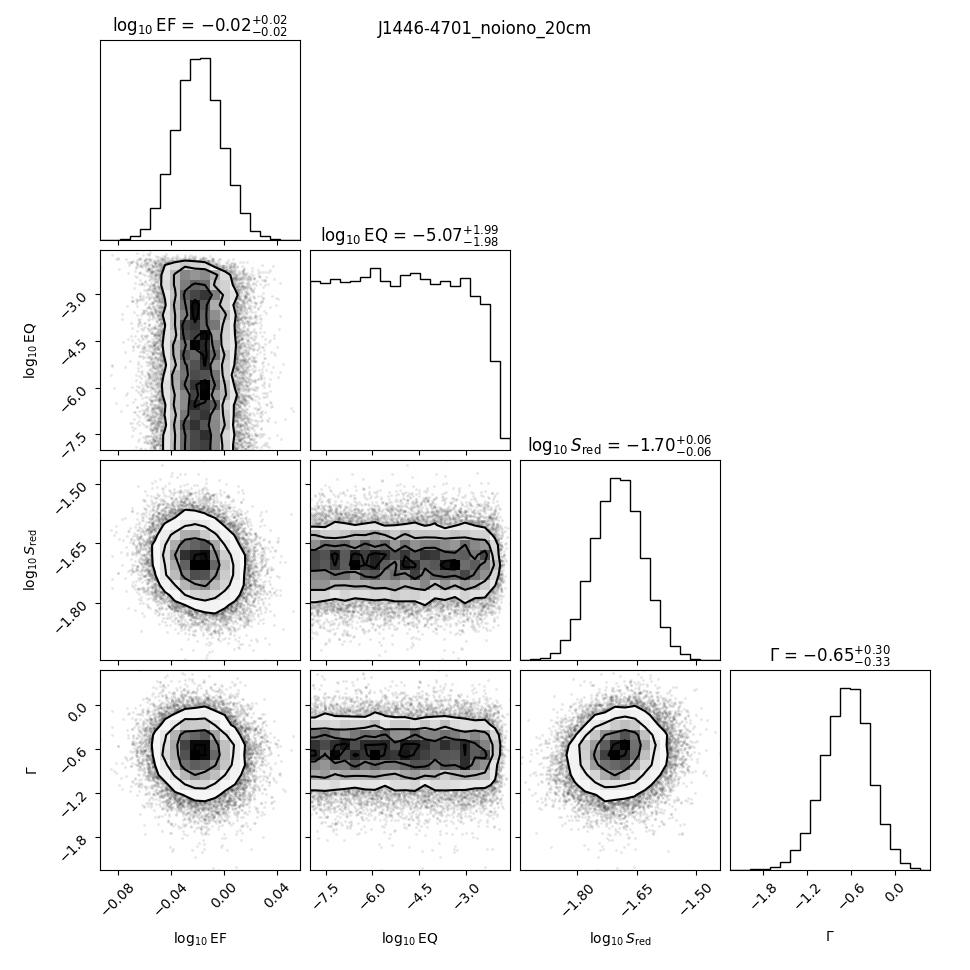 log₁₀ EF = −0.02⁺⁰·⁰²₋₀.₀₂
J1446-4701_noiono_20cm
log₁₀ EQ = −5.07⁺¹·⁹⁹₋₁.₉₈
log₁₀ EQ
−3.0
−4.5
−6.0
−7.5
log₁₀ S_red = −1.70⁺⁰·⁰⁶₋₀.₀₆
log₁₀ S_red
−1.50
−1.65
−1.80
Γ = −0.65⁺⁰·³⁰₋₀.₃₃
Γ
0.0
−0.6
−1.2
−1.8
−0.08 −0.04 0.00 0.04 −7.5 −6.0 −4.5 −3.0 −1.80 −1.65 −1.50 −1.8 −1.2 −0.6 0.0
log₁₀ EF log₁₀ EQ log₁₀ S_red Γ